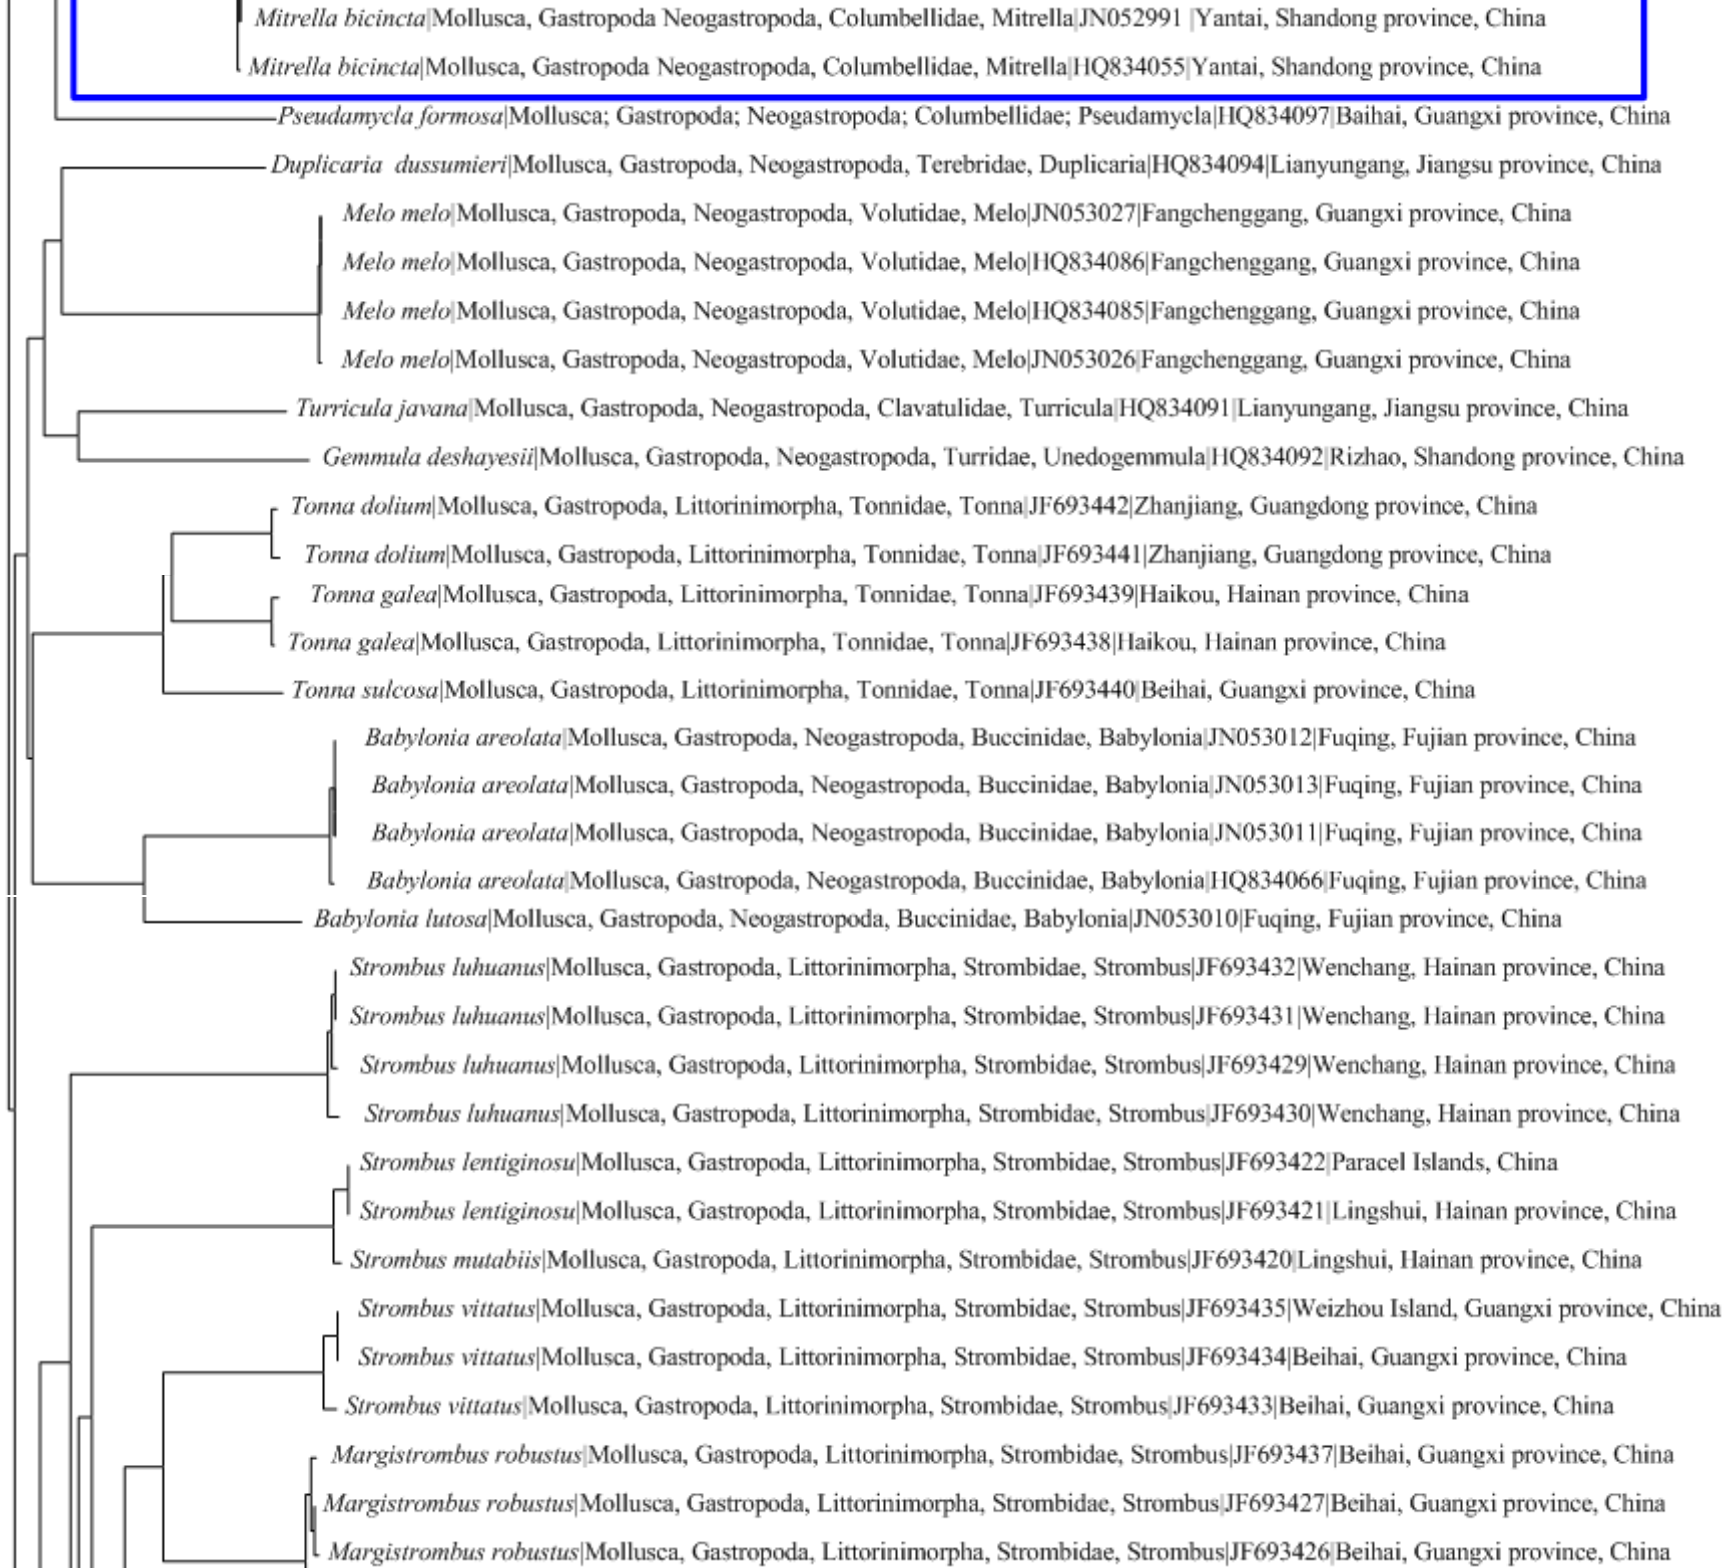 Mitrella bicincta|Mollusca, Gastropoda Neogastropoda, Columbellidae, Mitrella|JN052991 |Yantai, Shandong province, China
Mitrella bicincta|Mollusca, Gastropoda Neogastropoda, Columbellidae, Mitrella|HQ834055|Yantai, Shandong province, China
Pseudamycla formosa|Mollusca; Gastropoda; Neogastropoda; Columbellidae; Pseudamycla|HQ834097|Baihai, Guangxi province, China
Duplicaria dussumieri|Mollusca, Gastropoda, Neogastropoda, Terebridae, Duplicaria|HQ834094|Lianyungang, Jiangsu province, China
Melo melo|Mollusca, Gastropoda, Neogastropoda, Volutidae, Melo|JN053027|Fangchenggang, Guangxi province, China
Melo melo|Mollusca, Gastropoda, Neogastropoda, Volutidae, Melo|HQ834086|Fangchenggang, Guangxi province, China
Melo melo|Mollusca, Gastropoda, Neogastropoda, Volutidae, Melo|HQ834085|Fangchenggang, Guangxi province, China
Melo melo|Mollusca, Gastropoda, Neogastropoda, Volutidae, Melo|JN053026|Fangchenggang, Guangxi province, China
Turricula javana|Mollusca, Gastropoda, Neogastropoda, Clavatulidae, Turricula|HQ834091|Lianyungang, Jiangsu province, China
Gemmula deshayesii|Mollusca, Gastropoda, Neogastropoda, Turridae, Unedogemmula|HQ834092|Rizhao, Shandong province, China
Tonna dolium|Mollusca, Gastropoda, Littorinimorpha, Tonnidae, Tonna|JF693442|Zhanjiang, Guangdong province, China
Tonna dolium|Mollusca, Gastropoda, Littorinimorpha, Tonnidae, Tonna|JF693441|Zhanjiang, Guangdong province, China
Tonna galea|Mollusca, Gastropoda, Littorinimorpha, Tonnidae, Tonna|JF693439|Haikou, Hainan province, China
Tonna galea|Mollusca, Gastropoda, Littorinimorpha, Tonnidae, Tonna|JF693438|Haikou, Hainan province, China
Tonna sulcosa|Mollusca, Gastropoda, Littorinimorpha, Tonnidae, Tonna|JF693440|Beihai, Guangxi province, China
Babylonia areolata|Mollusca, Gastropoda, Neogastropoda, Buccinidae, Babylonia|JN053012|Fuqing, Fujian province, China
Babylonia areolata|Mollusca, Gastropoda, Neogastropoda, Buccinidae, Babylonia|JN053013|Fuqing, Fujian province, China
Babylonia areolata|Mollusca, Gastropoda, Neogastropoda, Buccinidae, Babylonia|JN053011|Fuqing, Fujian province, China
Babylonia areolata|Mollusca, Gastropoda, Neogastropoda, Buccinidae, Babylonia|HQ834066|Fuqing, Fujian province, China
Babylonia lutosa|Mollusca, Gastropoda, Neogastropoda, Buccinidae, Babylonia|JN053010|Fuqing, Fujian province, China
Strombus luhuanus|Mollusca, Gastropoda, Littorinimorpha, Strombidae, Strombus|JF693432|Wenchang, Hainan province, China
Strombus luhuanus|Mollusca, Gastropoda, Littorinimorpha, Strombidae, Strombus|JF693431|Wenchang, Hainan province, China
Strombus luhuanus|Mollusca, Gastropoda, Littorinimorpha, Strombidae, Strombus|JF693429|Wenchang, Hainan province, China
Strombus luhuanus|Mollusca, Gastropoda, Littorinimorpha, Strombidae, Strombus|JF693430|Wenchang, Hainan province, China
Strombus lentiginosu|Mollusca, Gastropoda, Littorinimorpha, Strombidae, Strombus|JF693422|Paracel Islands, China
Strombus lentiginosu|Mollusca, Gastropoda, Littorinimorpha, Strombidae, Strombus|JF693421|Lingshui, Hainan province, China
Strombus mutabiis|Mollusca, Gastropoda, Littorinimorpha, Strombidae, Strombus|JF693420|Lingshui, Hainan province, China
Strombus vittatus|Mollusca, Gastropoda, Littorinimorpha, Strombidae, Strombus|JF693435|Weizhou Island, Guangxi province, China
Strombus vittatus|Mollusca, Gastropoda, Littorinimorpha, Strombidae, Strombus|JF693434|Beihai, Guangxi province, China
Strombus vittatus|Mollusca, Gastropoda, Littorinimorpha, Strombidae, Strombus|JF693433|Beihai, Guangxi province, China
Margistrombus robustus|Mollusca, Gastropoda, Littorinimorpha, Strombidae, Strombus|JF693437|Beihai, Guangxi province, China
Margistrombus robustus|Mollusca, Gastropoda, Littorinimorpha, Strombidae, Strombus|JF693427|Beihai, Guangxi province, China
Margistrombus robustus|Mollusca, Gastropoda, Littorinimorpha, Strombidae, Strombus|JF693426|Beihai, Guangxi province, China